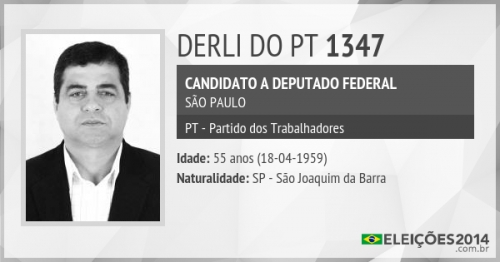 DERLI DO PT 1347
CANDIDATO A DEPUTADO FEDERAL
SÃO PAULO
PT - Partido dos Trabalhadores
Idade: 55 anos (18-04-1959)
Naturalidade: SP - São Joaquim da Barra
ELEIÇÕES2014
.com.br